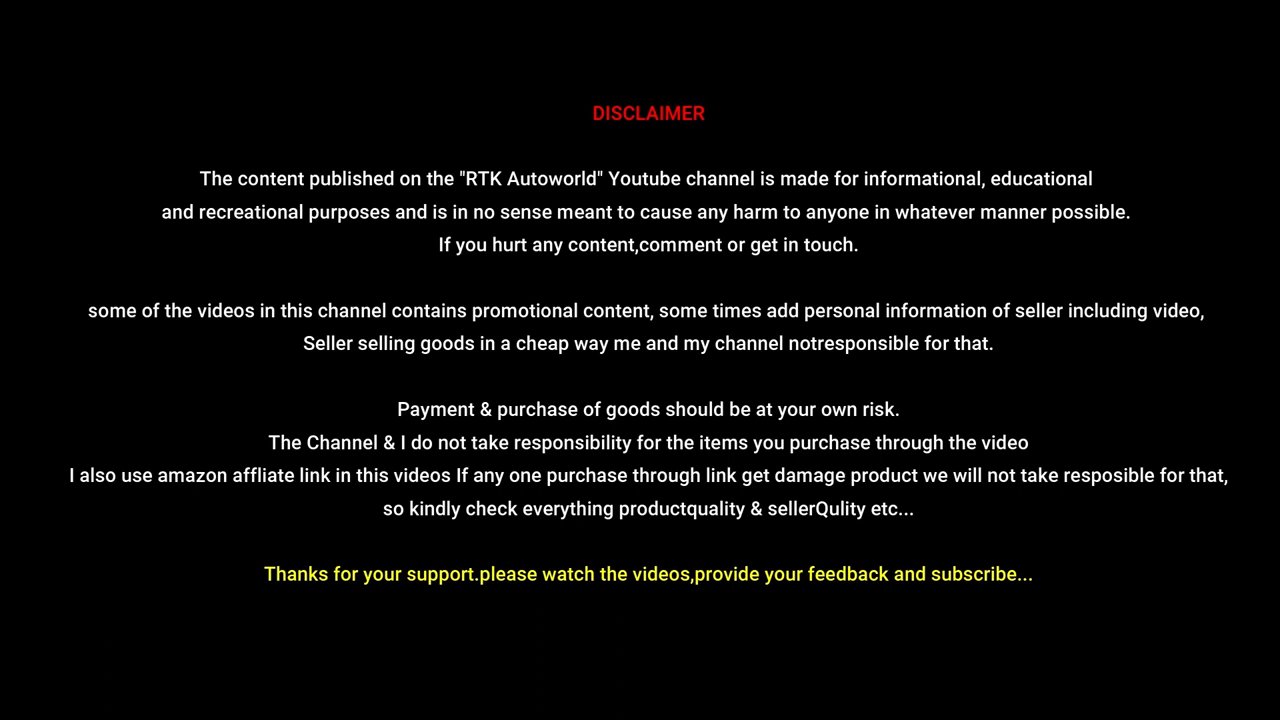 DISCLAIMER
The content published on the "RTK Autoworld" Youtube channel is made for informational, educational
and recreational purposes and is in no sense meant to cause any harm to anyone in whatever manner possible.
If you hurt any content,comment or get in touch.
some of the videos in this channel contains promotional content, some times add personal information of seller including video,
Seller selling goods in a cheap way me and my channel notresponsible for that.
Payment & purchase of goods should be at your own risk.
The Channel & I do not take responsibility for the items you purchase through the video
I also use amazon affliate link in this videos If any one purchase through link get damage product we will not take resposible for that,
so kindly check everything productquality & sellerQulity etc...
Thanks for your support.please watch the videos,provide your feedback and subscribe...